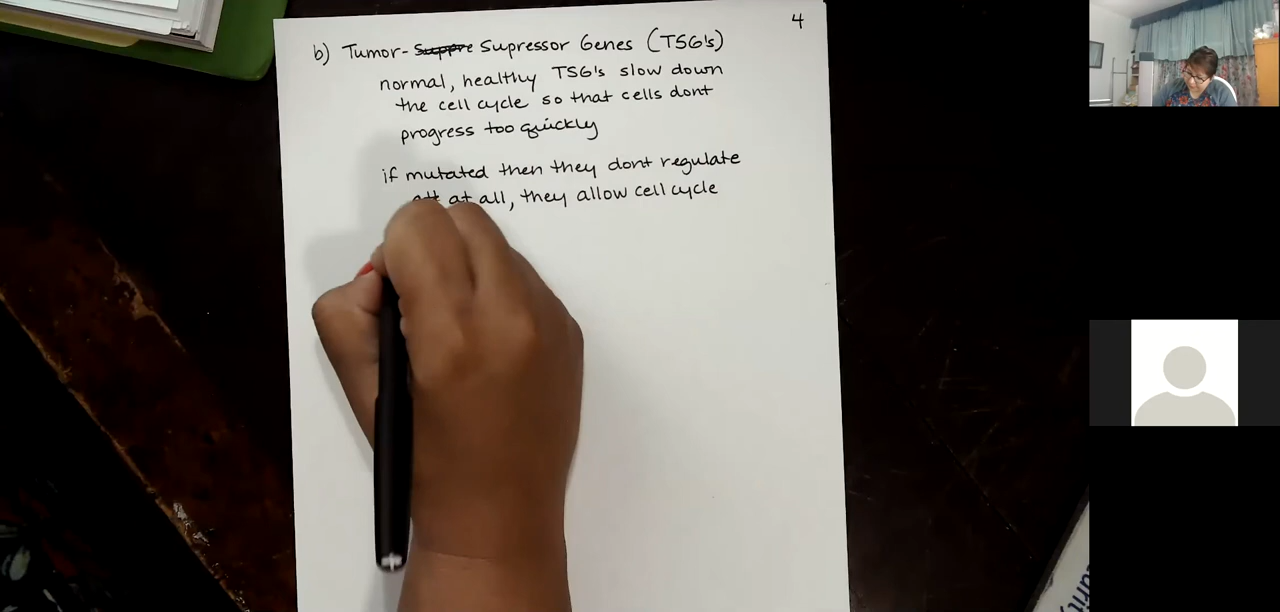 4
b) Tumor- Supressor Genes (TSG's)
normal, healthy TSG's slow down
the cell cycle so that cells dont
progress too quickly
if mutated then they dont regulate
at all, they allow cell cycle